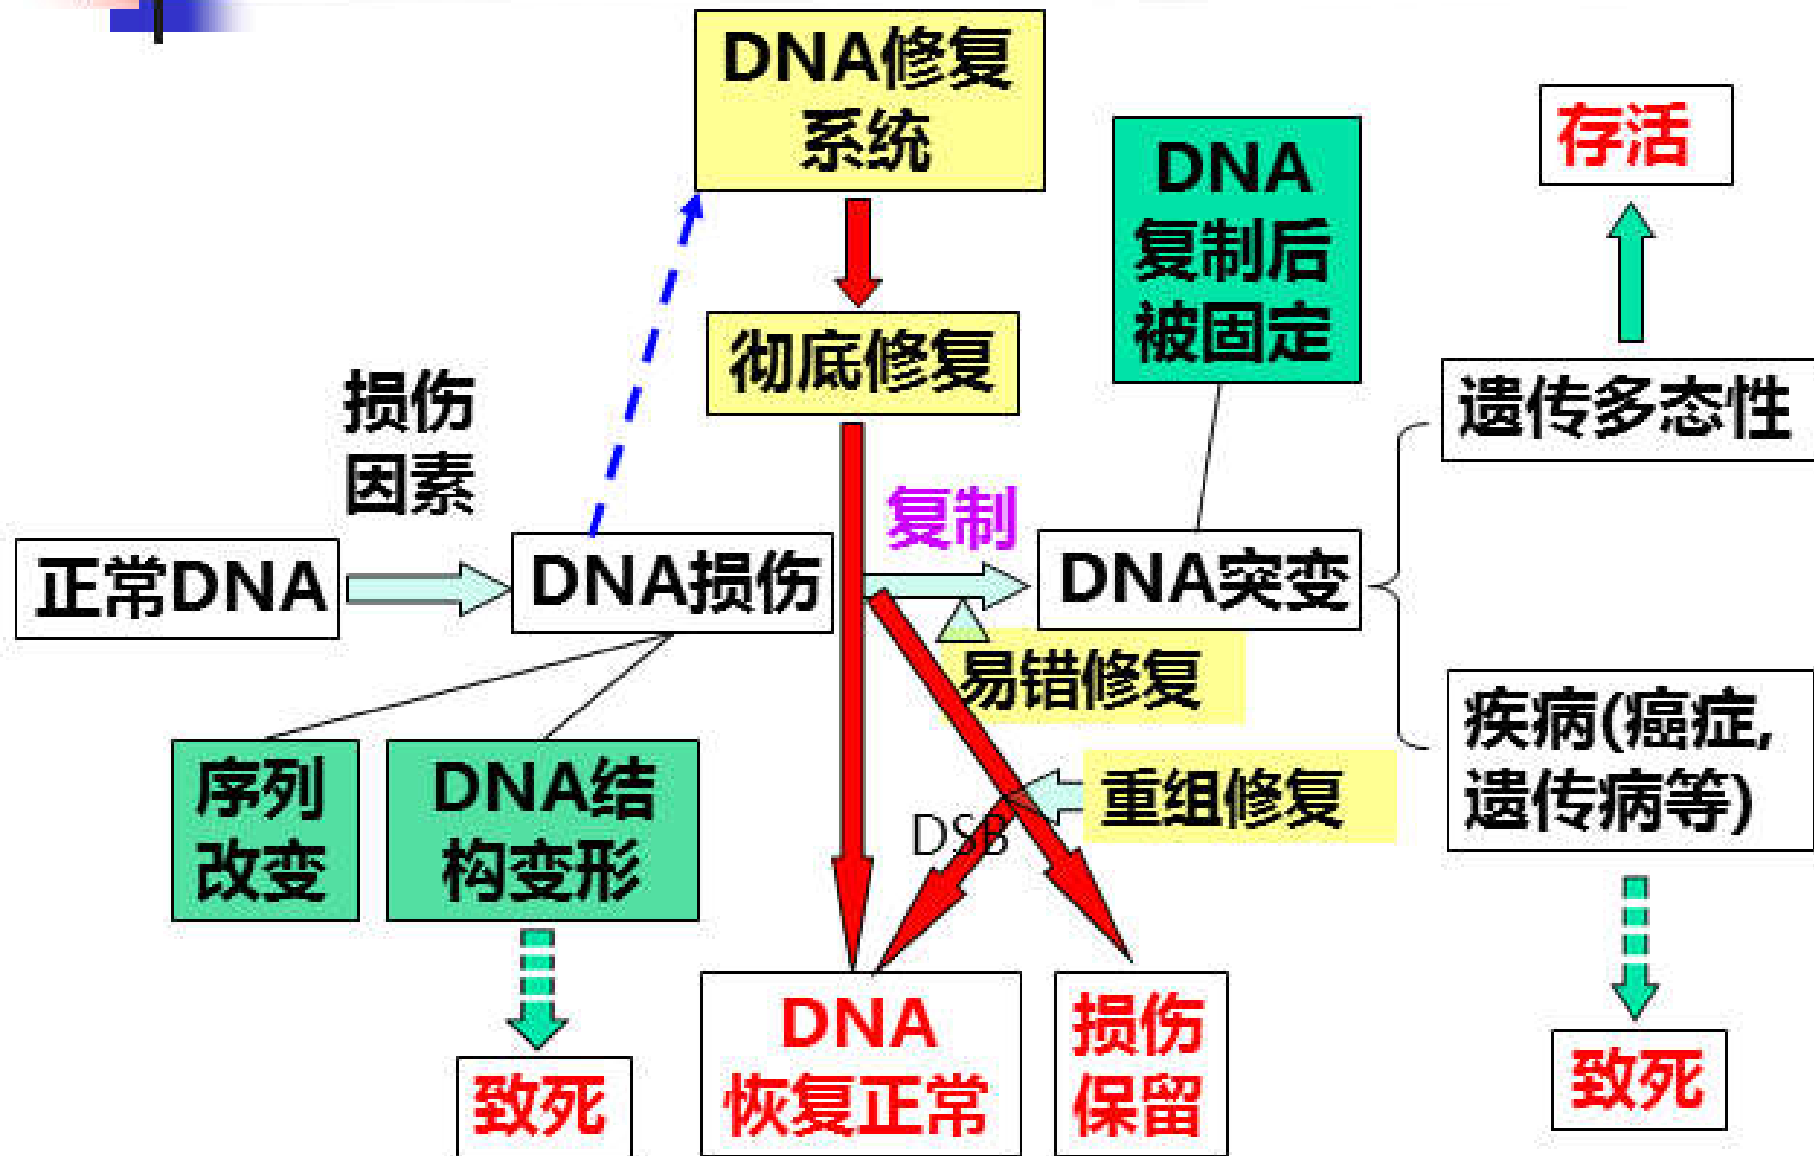 DNA修复
系统
存活
DNA
复制后
被固定
彻底修复
遗传多态性
损伤
因素
复制
正常DNA
DNA损伤
DNA突变
易错修复
疾病(癌症,
遗传病等)
序列
改变
DNA结
构变形
重组修复
DSB
致死
DNA
恢复正常
损伤
保留
致死